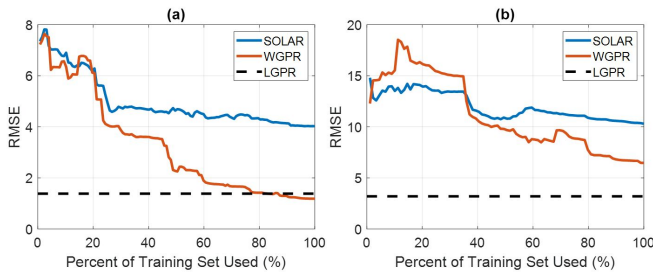 (a)
8
6
4
2
0
RMSE
SOLAR
WGPR
LGPR
0 20 40 60 80 100
Percent of Training Set Used (%)
(b)
20
15
10
5
0
RMSE
SOLAR
WGPR
LGPR
0 20 40 60 80 100
Percent of Training Set Used (%)